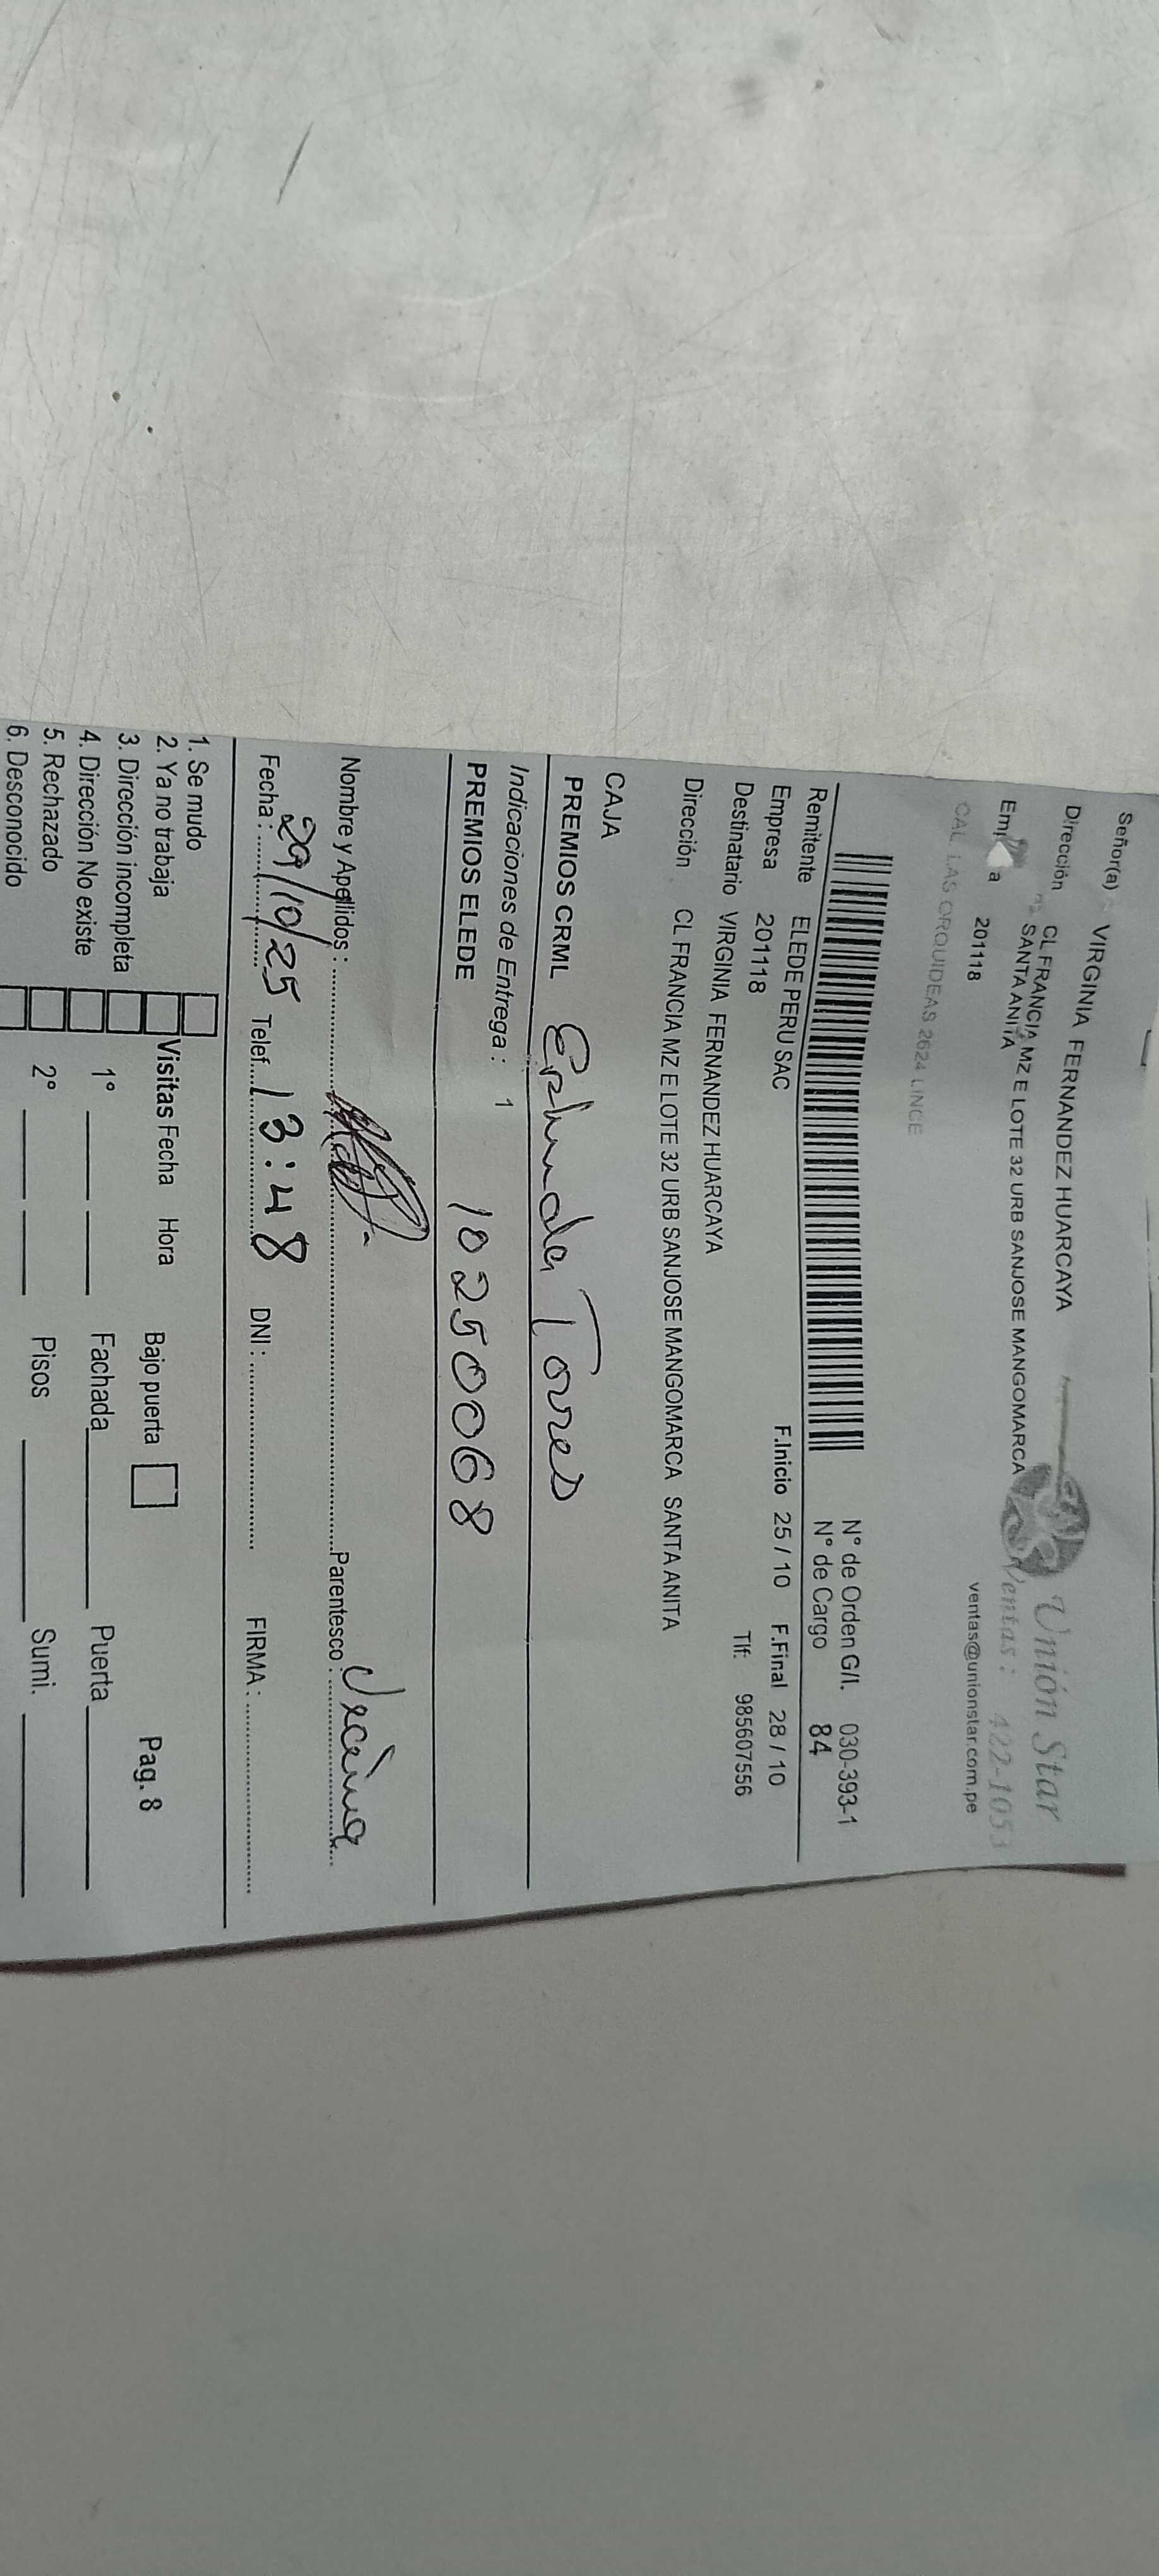 Señor(a) : VIRGINIA FERNANDEZ HUARCAYA
Dirección CL FRANCIA MZ E LOTE 32 URB SANJOSE MANGOMARCA
SANTA ANITA
Emp a 201118
CAL LAS ORQUIDEAS 2624 LINCE
Unión Star
Ventas : 422-1053
ventas@unionstar.com.pe
N° de Orden G/I. 030-393-1
N° de Cargo 84
Remitente ELEDE PERU SAC
Empresa 201118 F.Inicio 25 / 10 F.Final 28 / 10
Destinatario VIRGINIA FERNANDEZ HUARCAYA Tlf: 985607556
Dirección CL FRANCIA MZ E LOTE 32 URB SANJOSE MANGOMARCA SANTA ANITA
CAJA
PREMIOS CRML Torres
Indicaciones de Entrega : 1
PREMIOS ELEDE 10250068
Nombre y Apellidos : Parentesco : Vecina
Fecha : 29/10/25 Telef. 13:48 DNI : FIRMA :
1. Se mudo
2. Ya no trabaja
3. Dirección incompleta
4. Dirección No existe
5. Rechazado
6. Desconocido
Visitas Fecha Hora Bajo puerta Pag. 8
1° Fachada Puerta
2° Pisos Sumi.